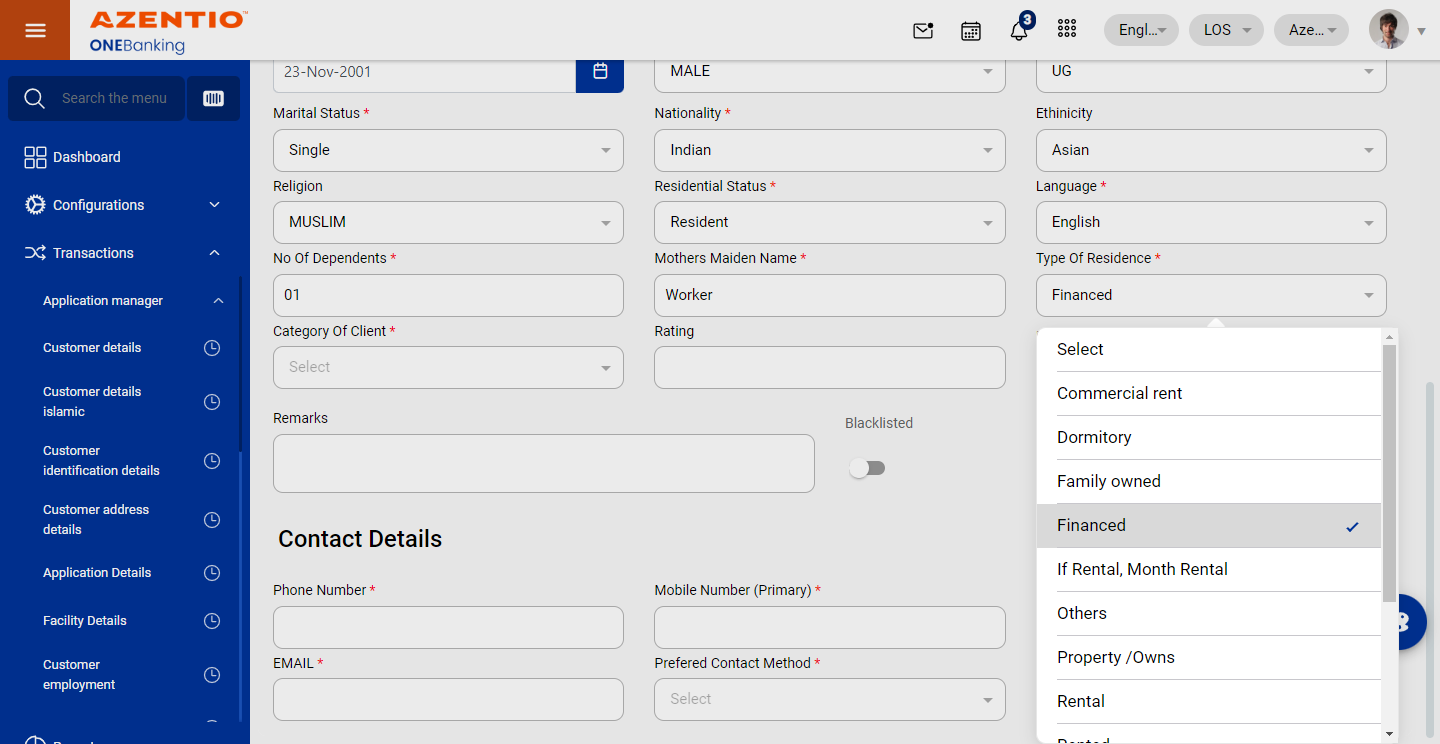 AZENTIO™
ONEBanking
3
Engl...
LOS
Aze...
Search the menu
Dashboard
Configurations
Transactions
Application manager
Customer details
Customer details
islamic
Customer
identification details
Customer address
details
Application Details
Facility Details
Customer
employment
23-Nov-2001
MALE
UG
Marital Status *
Nationality *
Ethinicity
Single
Indian
Asian
Religion
Residential Status *
Language *
MUSLIM
Resident
English
No Of Dependents *
Mothers Maiden Name *
Type Of Residence *
01
Worker
Financed
Category Of Client *
Rating
Select
Remarks
Blacklisted
Contact Details
Phone Number *
Mobile Number (Primary) *
EMAIL *
Prefered Contact Method *
Select
Select
Commercial rent
Dormitory
Family owned
Financed
If Rental, Month Rental
Others
Property /Owns
Rental
Rented